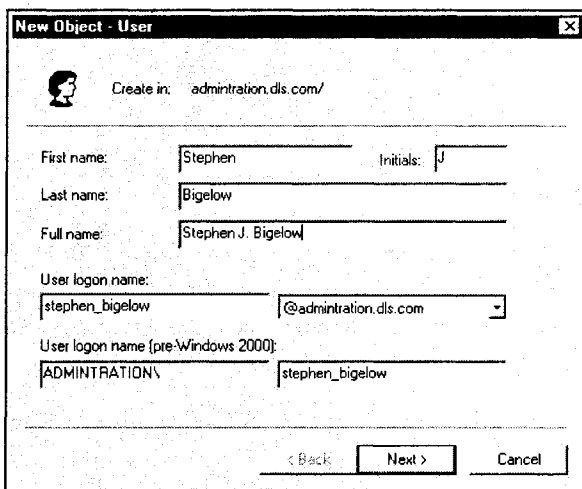 New Object - User
Create in: admintration.dls.com/
First name: Stephen Initials: J
Last name: Bigelow
Full name: Stephen J. Bigelow
User logon name:
stephen_bigelow @admintration.dls.com
User logon name (pre-Windows 2000):
ADMINTRATION\ stephen_bigelow
< Back Next > Cancel